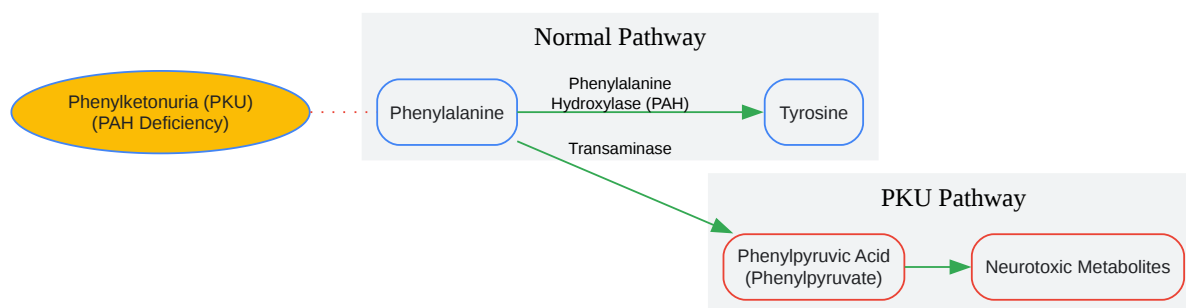 Normal Pathway
Phenylketonuria (PKU)
(PAH Deficiency)
Phenylalanine
Phenylalanine
Hydroxylase (PAH)
Tyrosine
Transaminase
PKU Pathway
Phenylpyruvic Acid
(Phenylpyruvate)
Neurotoxic Metabolites